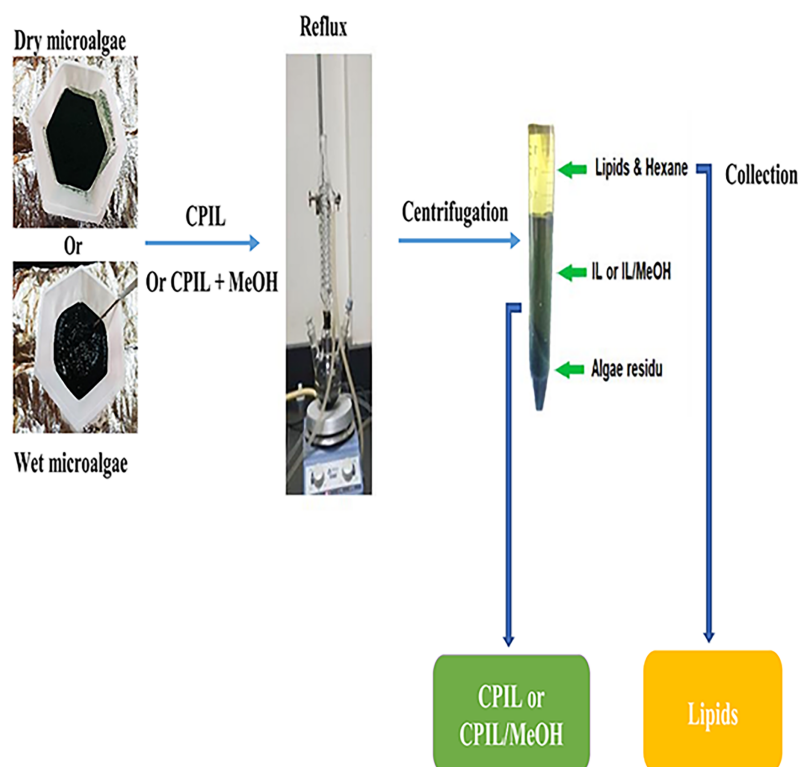 Dry microalgae
Or
Wet microalgae
CPIL
Or CPIL + MeOH
Reflux
Centrifugation
Lipids & Hexane
IL or IL/MeOH
Algae residu
Collection
CPIL or
CPIL/MeOH
Lipids